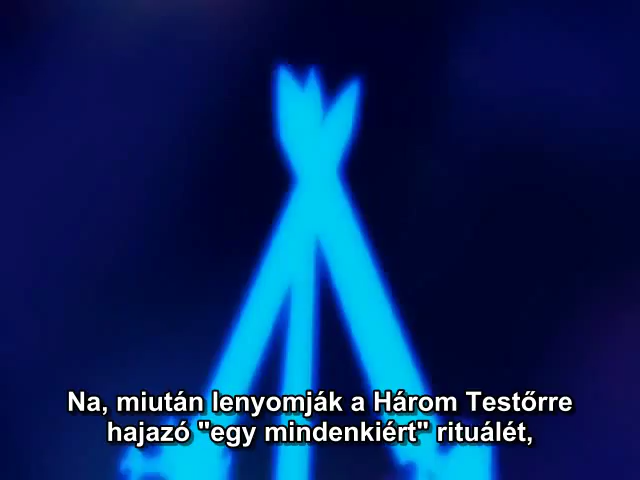 Na, miután lenyomják a Három Testőrre
hajazó "egy mindenkiért" rituálét,